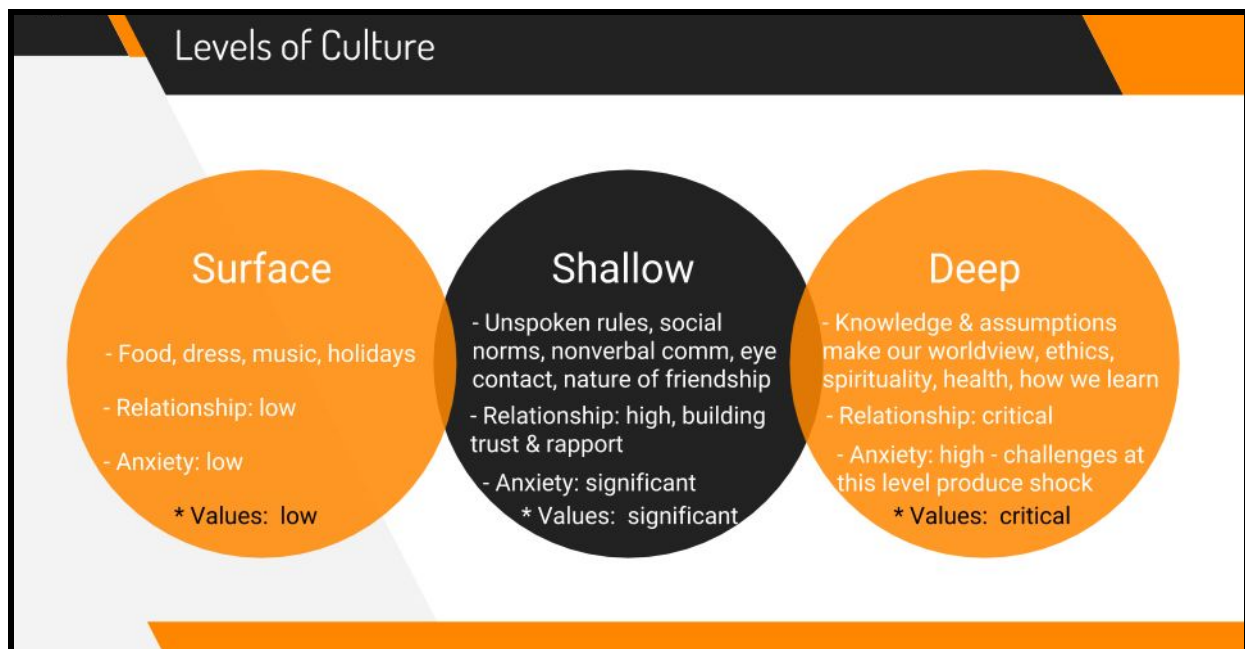 Levels of Culture
Surface
- Food, dress, music, holidays
- Relationship: low
- Anxiety: low
* Values: low
Shallow
- Unspoken rules, social
norms, nonverbal comm, eye
contact, nature of friendship
- Relationship: high, building
trust & rapport
- Anxiety: significant
* Values: significant
Deep
- Knowledge & assumptions
make our worldview, ethics,
spirituality, health, how we learn
- Relationship: critical
- Anxiety: high - challenges at
this level produce shock
* Values: critical